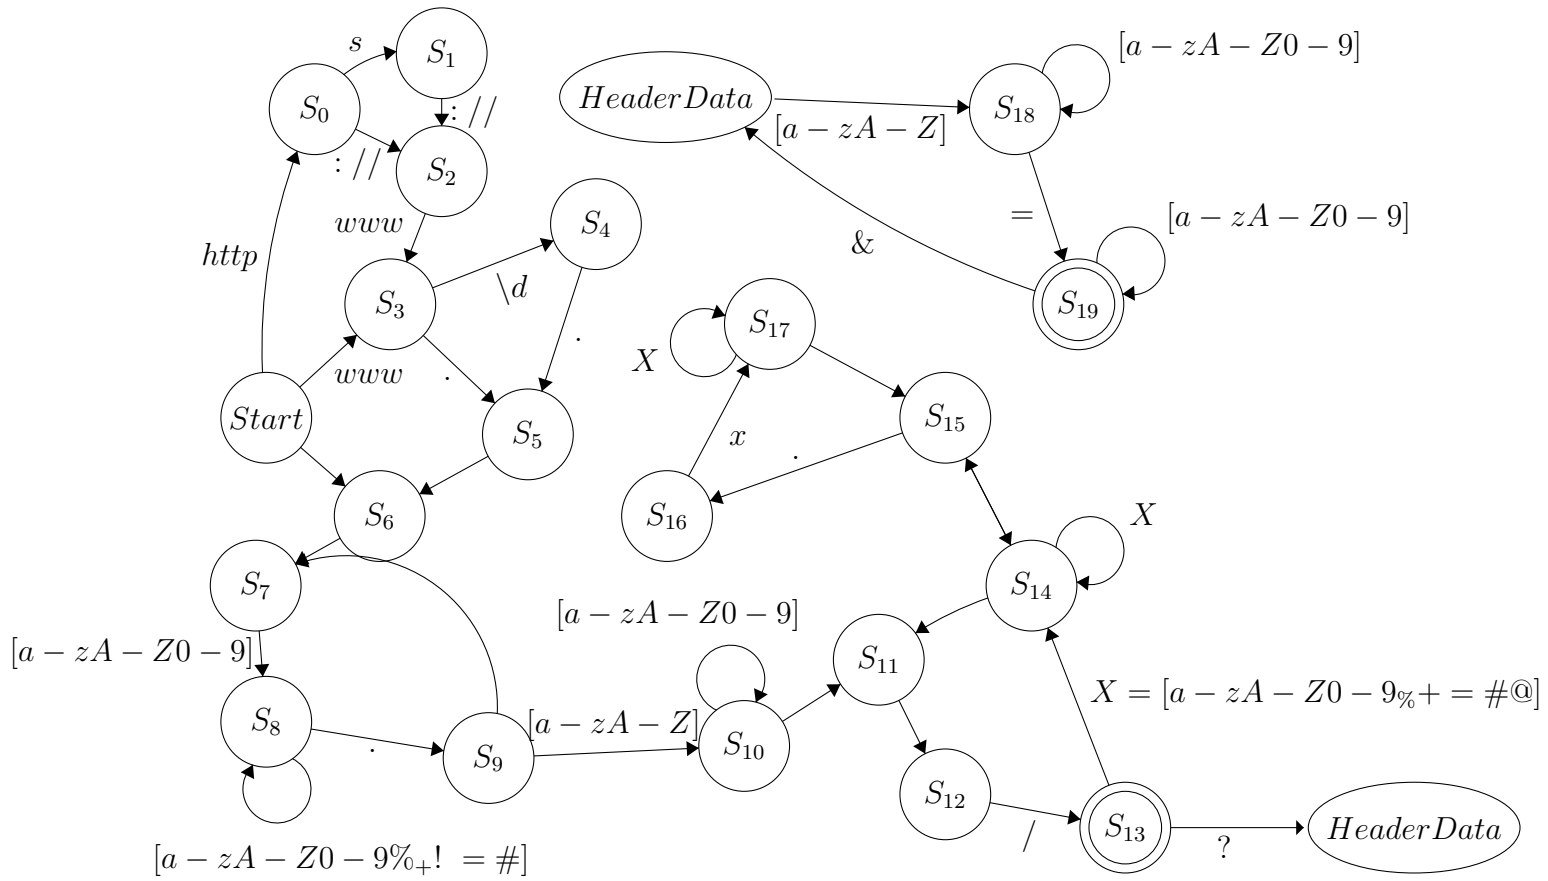 s
S1
[a − zA − Z0 − 9]
S0
HeaderData
S18
: //
[a − zA − Z]
: //
S2
www
S4
=
[a − zA − Z0 − 9]
http
&
\d
S3
S19
S17
.
X
www
.
Start
S15
S5
x
.
S6
S16
X
S7
S14
[a − zA − Z0 − 9]
[a − zA − Z0 − 9]
S11
X = [a − zA − Z0 − 9%+ = #@]
S8
[a − zA − Z]
.
S9
S10
S12
/
S13
?
HeaderData
[a − zA − Z0 − 9%+! = #]